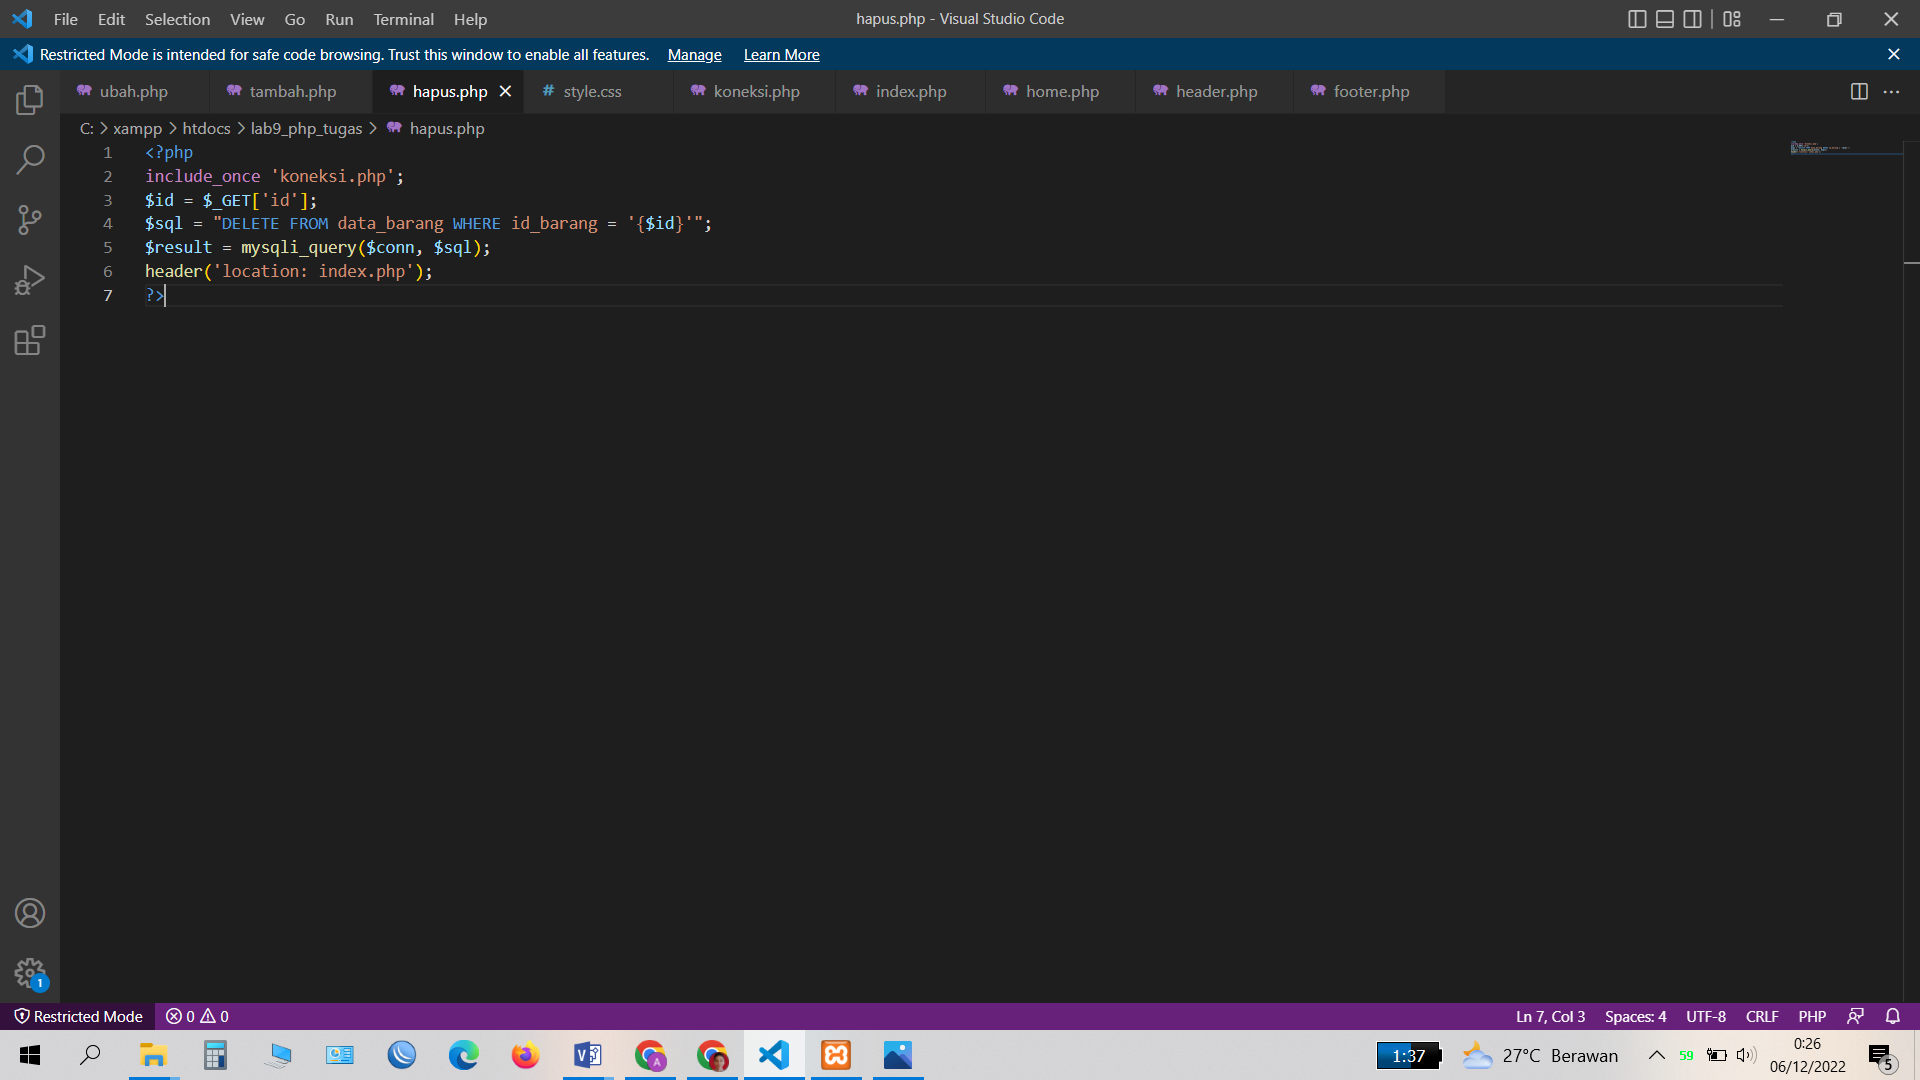 File Edit Selection View Go Run Terminal Help
hapus.php - Visual Studio Code
Restricted Mode is intended for safe code browsing. Trust this window to enable all features. Manage Learn More
ubah.php tambah.php hapus.php style.css koneksi.php index.php home.php header.php footer.php
C: > xampp > htdocs > lab9_php_tugas > hapus.php
1 <?php
2 include_once 'koneksi.php';
3 $id = $_GET['id'];
4 $sql = "DELETE FROM data_barang WHERE id_barang = '{$id}'";
5 $result = mysqli_query($conn, $sql);
6 header('location: index.php');
7 ?>
1
Restricted Mode 0 0 Ln 7, Col 3 Spaces: 4 UTF-8 CRLF PHP
A
1:37 27°C Berawan 59 0:26
06/12/2022
5